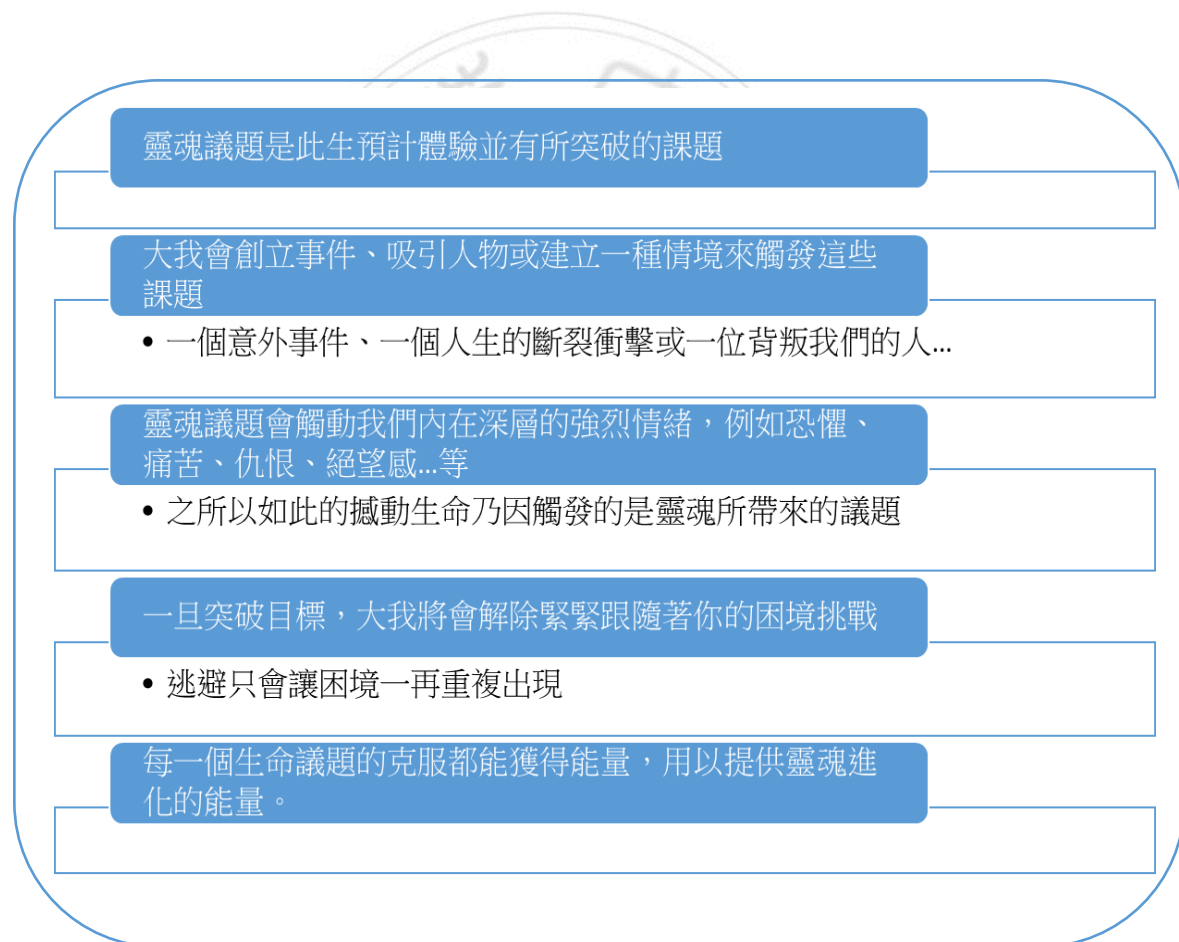 靈魂議題是此生預計體驗並有所突破的課題
大我會創立事件、吸引人物或建立一種情境來觸發這些
課題
• 一個意外事件、一個人生的斷裂衝擊或一位背叛我們的人...
靈魂議題會觸動我們內在深層的強烈情緒，例如恐懼、
痛苦、仇恨、絕望感...等
• 之所以如此的撼動生命乃因觸發的是靈魂所帶來的議題
一旦突破目標，大我將會解除緊緊跟隨著你的困境挑戰
• 逃避只會讓困境一再重複出現
每一個生命議題的克服都能獲得能量，用以提供靈魂進
化的能量。